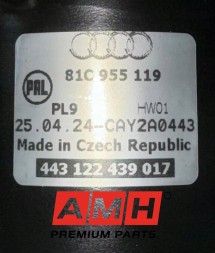 PAL
81C 955 119
PL9 HW01
25.04.24-CAY2A0443
Made in Czech Republic
443 122 439 017
AMH
PREMIUM PARTS